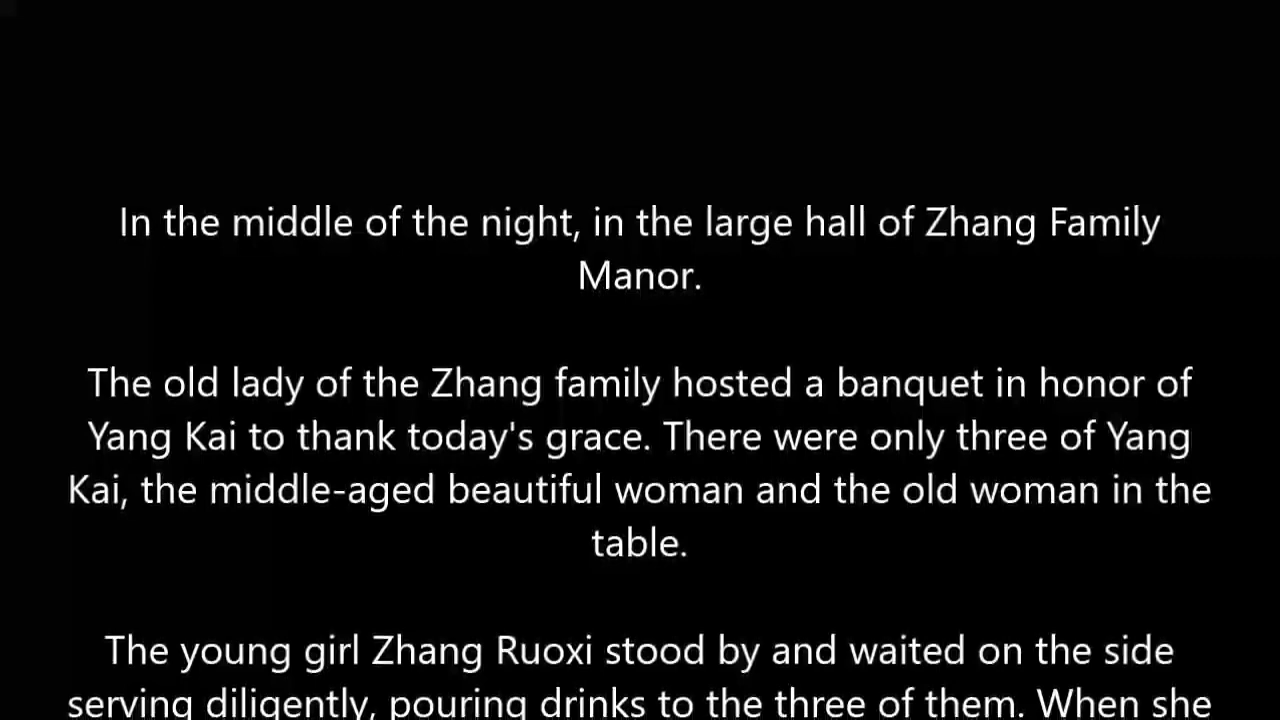 In the middle of the night, in the large hall of Zhang Family
Manor.
The old lady of the Zhang family hosted a banquet in honor of
Yang Kai to thank today's grace. There were only three of Yang
Kai, the middle-aged beautiful woman and the old woman in the
table.
The young girl Zhang Ruoxi stood by and waited on the side
serving diligently, pouring drinks to the three of them. When she